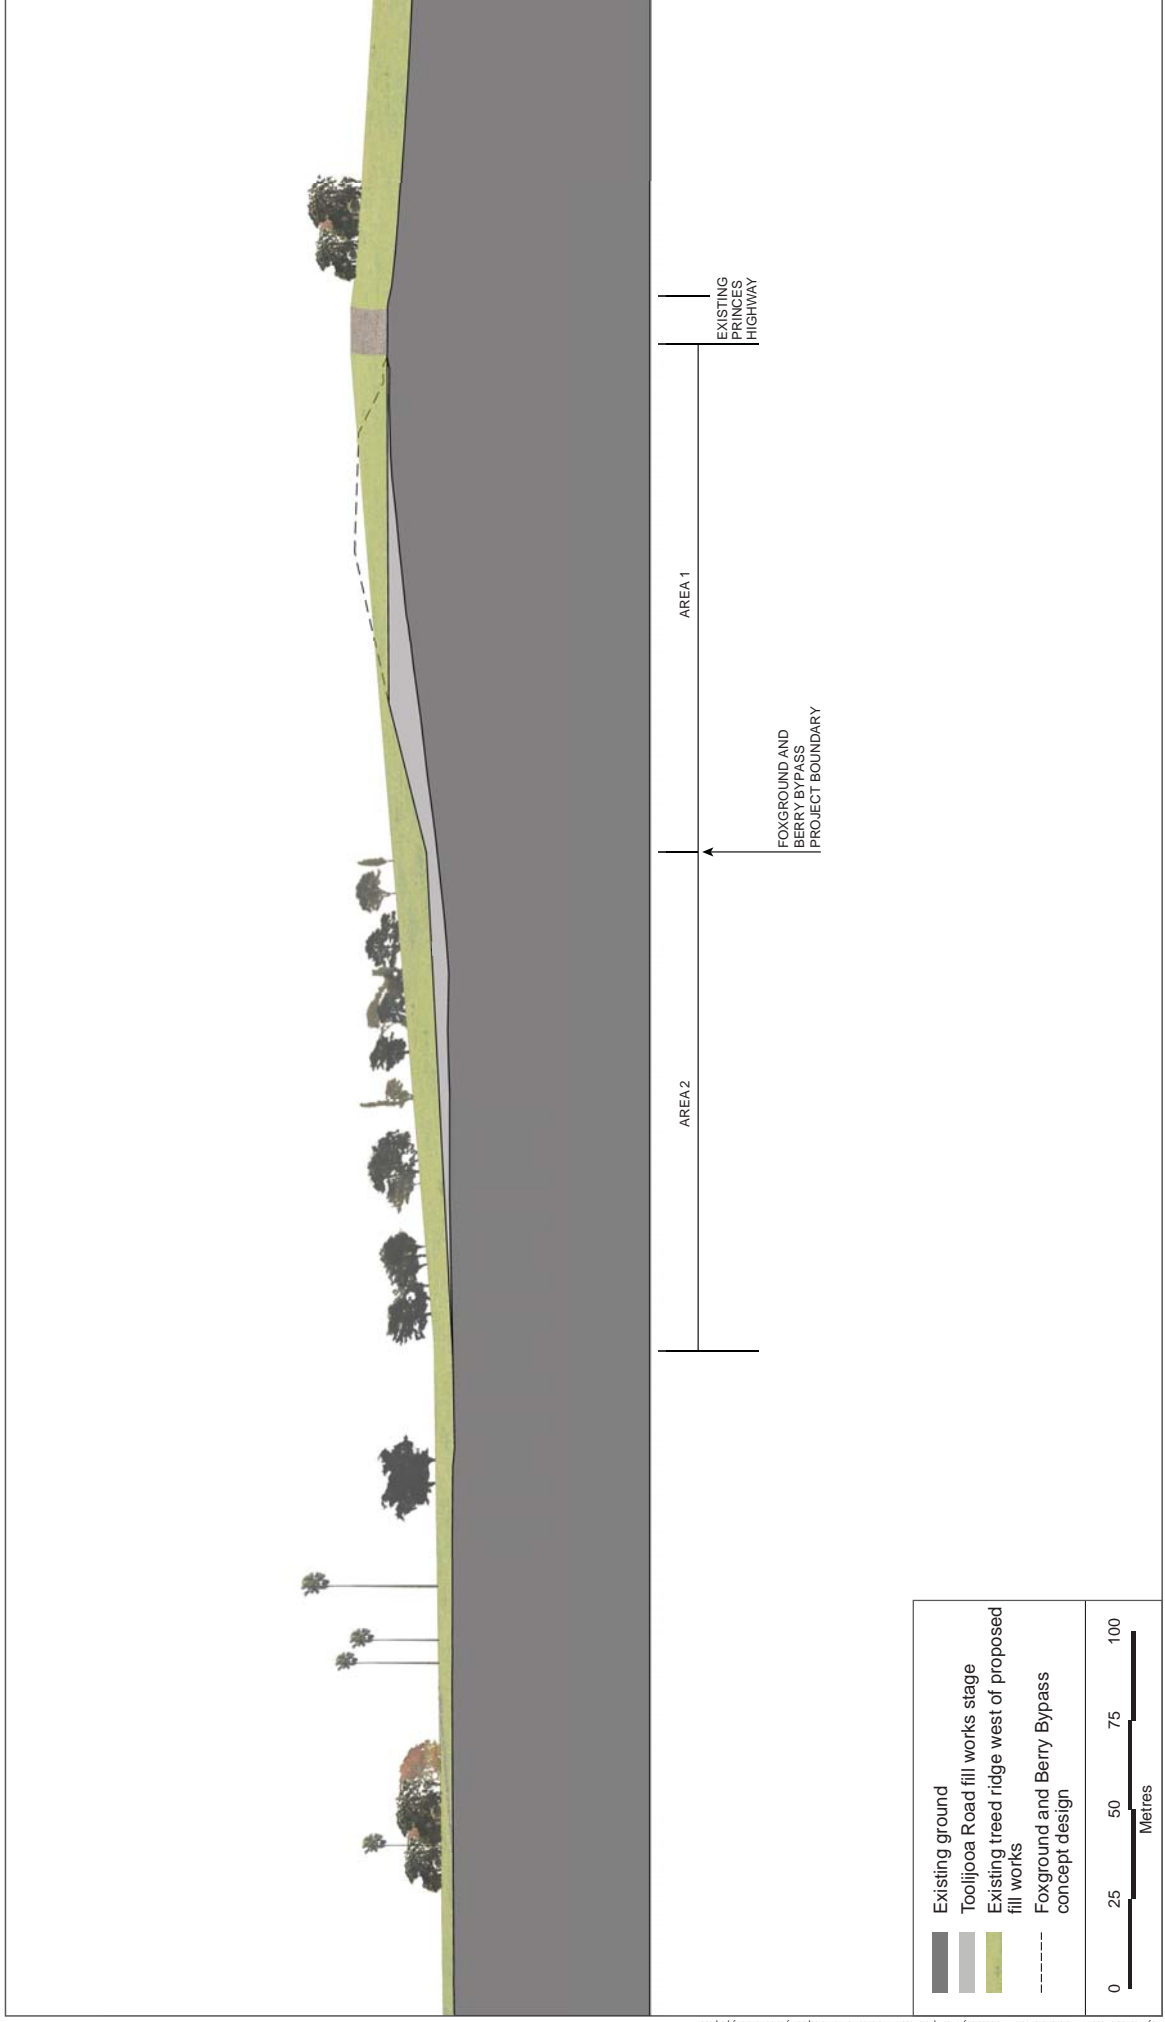 AREA 2
AREA 1
EXISTING
PRINCES
HIGHWAY
FOXGROUND AND
BERRY BYPASS
PROJECT BOUNDARY
Existing ground
Toolijooa Road fill works stage
Existing treed ridge west of proposed
fill works
Foxground and Berry Bypass
concept design
0 25 50 75 100
Metres